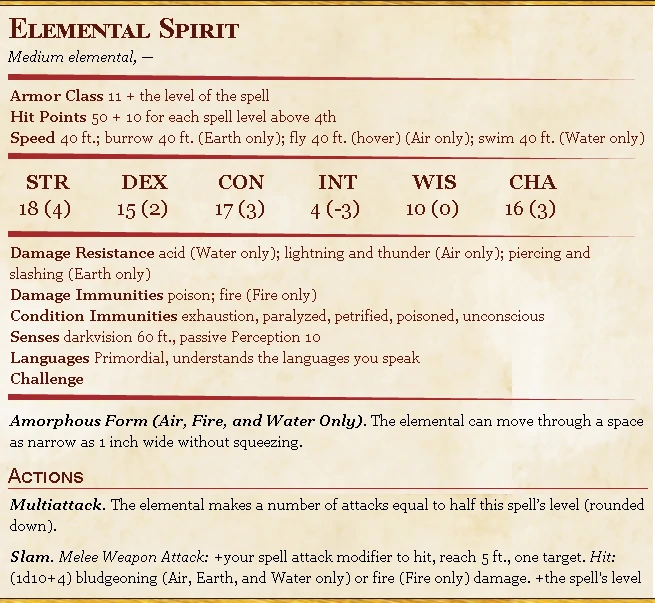 Elemental Spirit
Medium elemental, —
Armor Class 11 + the level of the spell
Hit Points 50 + 10 for each spell level above 4th
Speed 40 ft.; burrow 40 ft. (Earth only); fly 40 ft. (hover) (Air only); swim 40 ft. (Water only)
STR DEX CON INT WIS CHA
18 (4) 15 (2) 17 (3) 4 (-3) 10 (0) 16 (3)
Damage Resistance acid (Water only); lightning and thunder (Air only); piercing and
slashing (Earth only)
Damage Immunities poison; fire (Fire only)
Condition Immunities exhaustion, paralyzed, petrified, poisoned, unconscious
Senses darkvision 60 ft., passive Perception 10
Languages Primordial, understands the languages you speak
Challenge
Amorphous Form (Air, Fire, and Water Only). The elemental can move through a space
as narrow as 1 inch wide without squeezing.
Actions
Multiattack. The elemental makes a number of attacks equal to half this spell's level (rounded
down).
Slam. Melee Weapon Attack: +your spell attack modifier to hit, reach 5 ft., one target. Hit:
(1d10+4) bludgeoning (Air, Earth, and Water only) or fire (Fire only) damage. +the spell's level